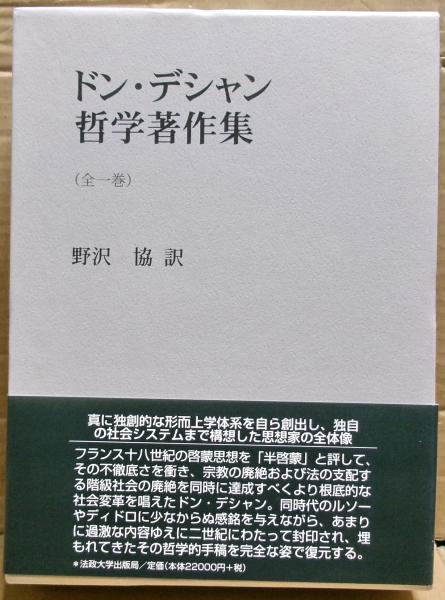 ドン・デシャン
哲学著作集
（全一巻）
野沢 協 訳
真に独創的な形而上学体系を自ら創出し、独自
の社会システムまで構想した思想家の全体像
フランス十八世紀の啓蒙思想を「半啓蒙」と評して、
その不徹底さを衝き、宗教の廃絶および法の支配す
る階級社会の廃絶を同時に達成すべくより根底的な
社会変革を唱えたドン・デシャン。同時代のルソー
やディドロに少なからぬ感銘を与えながら、あまり
に過激な内容ゆえに二世紀にわたって封印され、埋
もれてきたその哲学的手稿を完全な姿で復元する。
＊法政大学出版局／定価（本体22000円＋税）